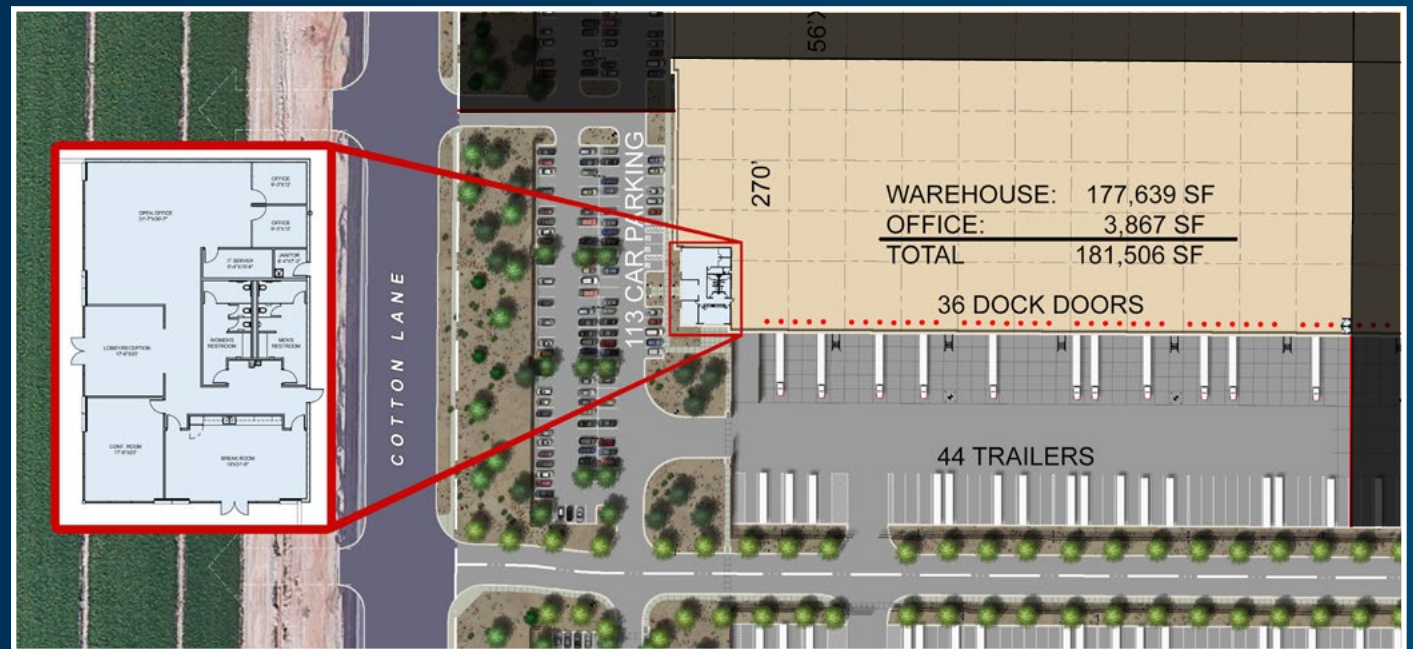 56'
270'
113 CAR PARKING
COTTON LANE
WAREHOUSE: 177,639 SF
OFFICE: 3,867 SF
TOTAL 181,506 SF
36 DOCK DOORS
44 TRAILERS
OFFICE
OPEN OFFICE
OFFICE
IT SERVER
JANITOR
WOMEN'S
RESTROOM
MEN'S
RESTROOM
LOBBY/RECEPTION
CONF. ROOM
BREAK ROOM